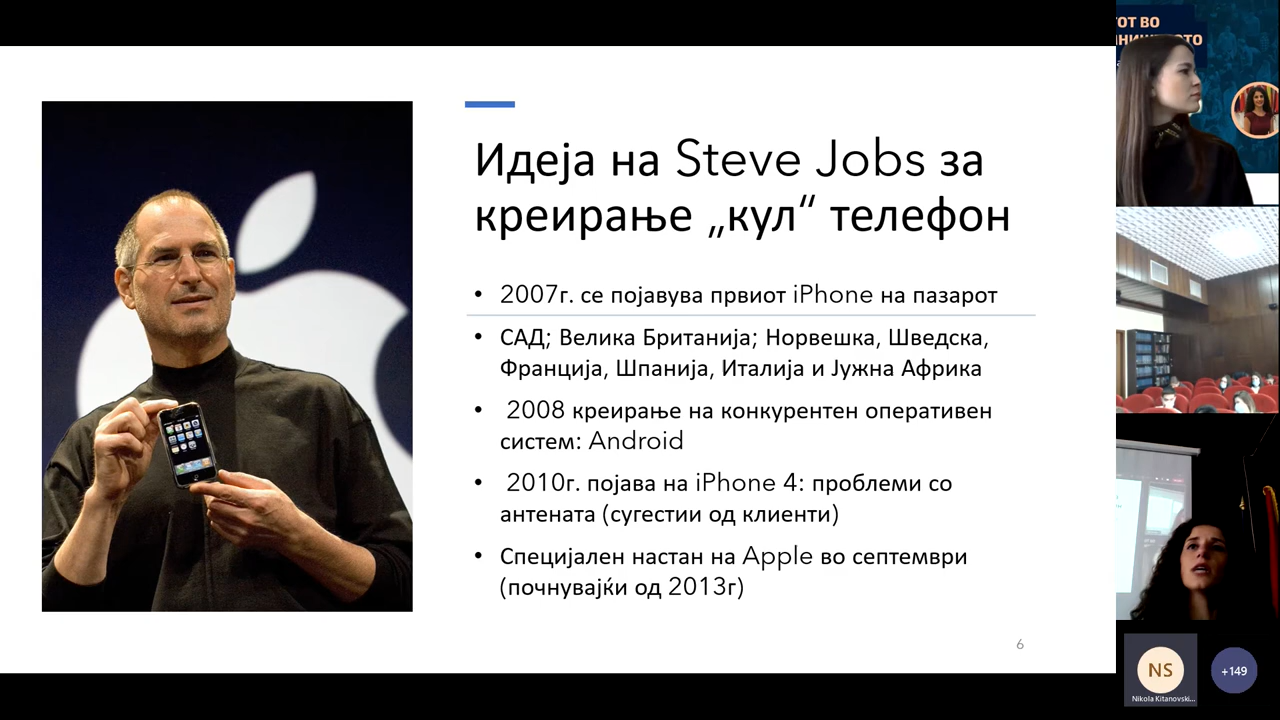 Идеја на Steve Jobs за
креирање „кул“ телефон
• 2007г. се појавува првиот iPhone на пазарот
• САД; Велика Британија; Норвешка, Шведска,
Франција, Шпанија, Италија и Јужна Африка
• 2008 креирање на конкурентен оперативен
систем: Android
• 2010г. појава на iPhone 4: проблеми со
антената (сугестии од клиенти)
• Специјален настан на Apple во септември
(почнувајќи од 2013г)
6
ВО
NS
Nikola Kitanovski...
+149